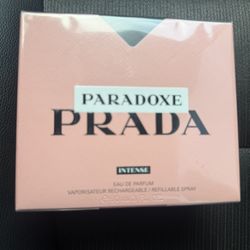 PARADOXE
PRADA
INTENSE
EAU DE PARFUM
VAPORISATEUR RECHARGEABLE / REFILLABLE SPRAY